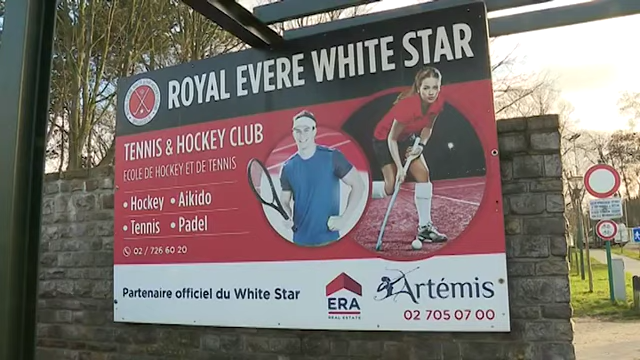 ROYAL EVERE WHITE STAR
TENNIS & HOCKEY CLUB
ECOLE DE HOCKEY ET DE TENNIS
• Hockey • Aikido
• Tennis • Padel
02 / 726 60 20
Partenaire officiel du White Star
ERA
REAL ESTATE
Artémis
02 705 07 00